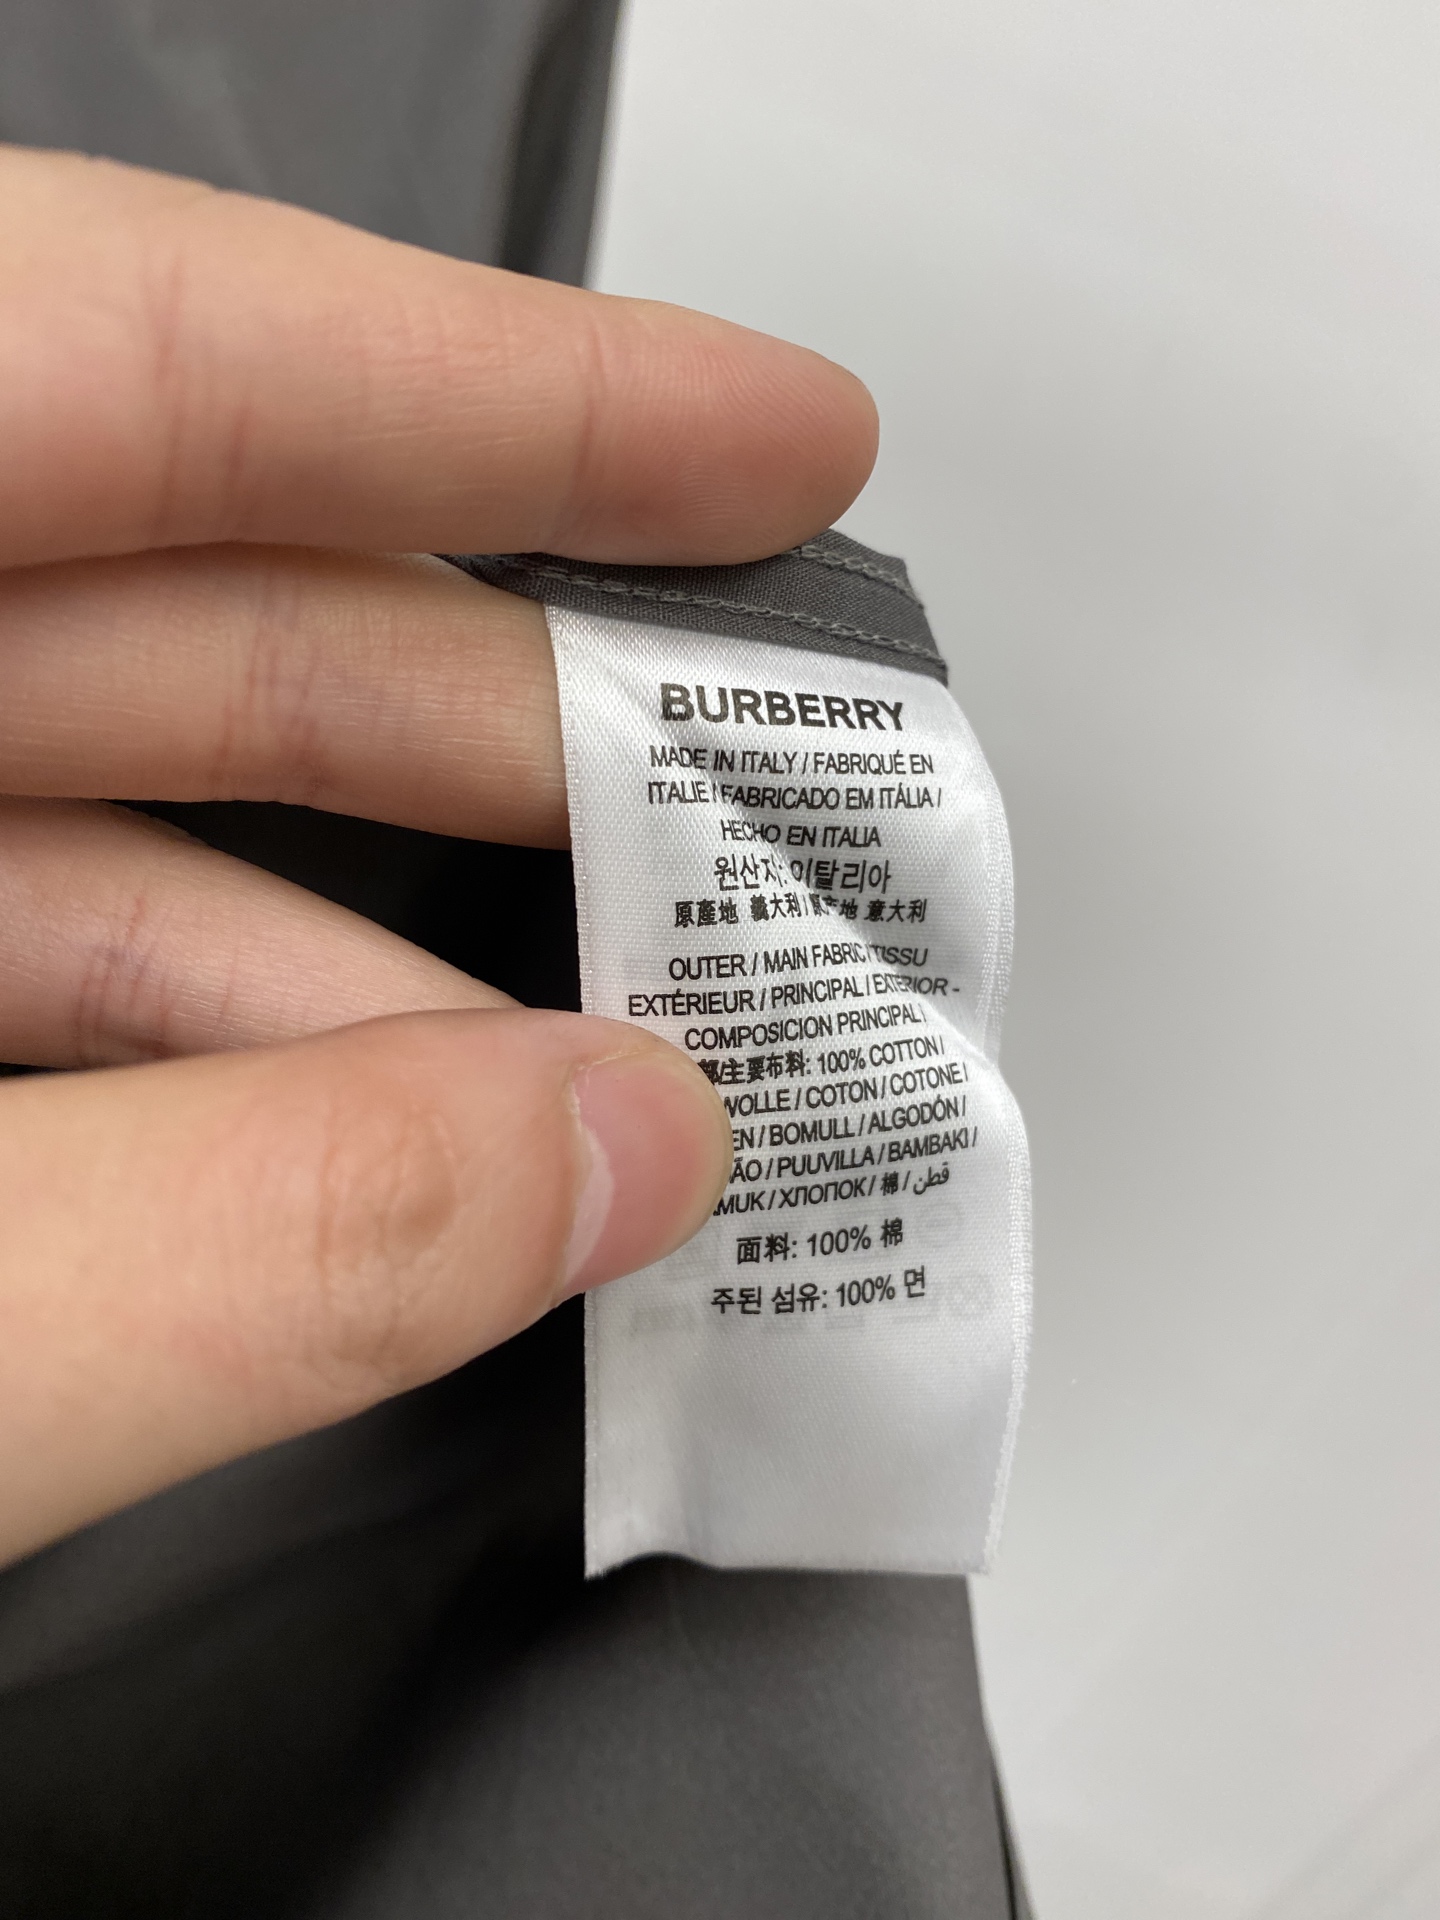 BURBERRY
MADE IN ITALY / FABRIQUÉ EN
ITALIE / FABRICADO EM ITÁLIA /
HECHO EN ITALIA
원산지: 이탈리아
原產地 義大利 / 原产地 意大利
OUTER / MAIN FABRIC / TISSU
EXTÉRIEUR / PRINCIPAL / EXTERIOR -
COMPOSICION PRINCIPAL /
主要布料: 100% COTTON /
WOLLE / COTON / COTONE /
EN / BOMULL / ALGODÓN /
ÃO / PUUVILLA / BAMBAKI /
MUK / ХЛОПОК / 棉 / قطن
面料: 100% 棉
주된 섬유: 100% 면